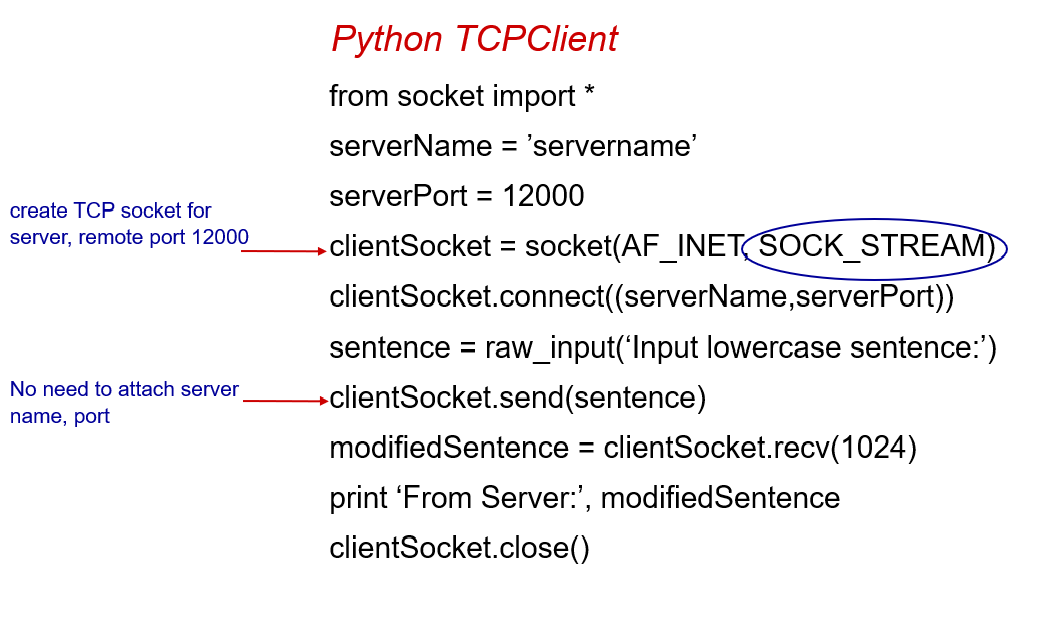 Python TCPClient
from socket import *
serverName = ’servername’
serverPort = 12000
create TCP socket for
server, remote port 12000
clientSocket = socket(AF_INET, SOCK_STREAM)
clientSocket.connect((serverName,serverPort))
sentence = raw_input(‘Input lowercase sentence:’)
No need to attach server
name, port
clientSocket.send(sentence)
modifiedSentence = clientSocket.recv(1024)
print ‘From Server:’, modifiedSentence
clientSocket.close()